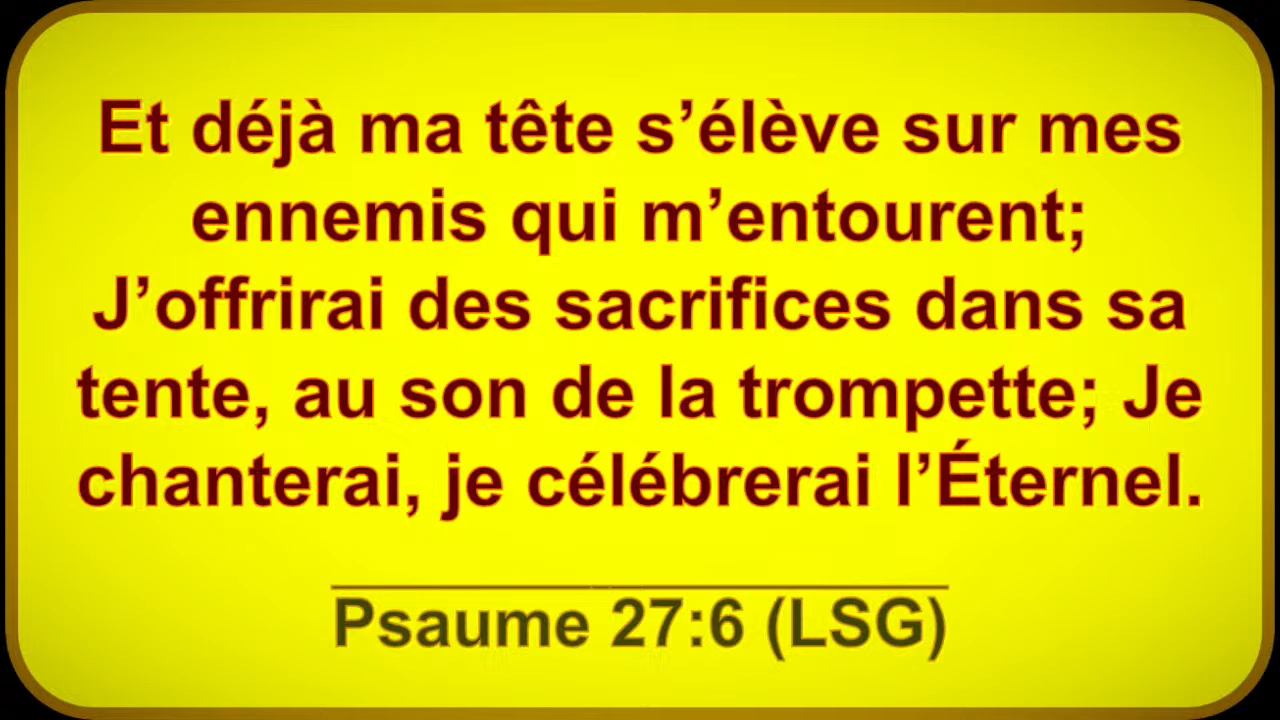 Et déjà ma tête s’élève sur mes
ennemis qui m’entourent;
J’offrirai des sacrifices dans sa
tente, au son de la trompette; Je
chanterai, je célébrerai l’Éternel.
Psaume 27:6 (LSG)